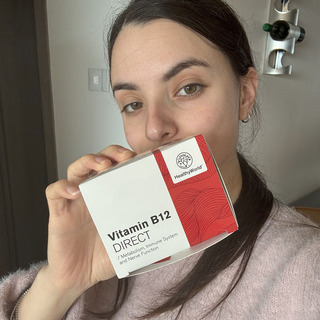 HealthyWorld®
Vitamin B12
DIRECT
/ Metabolism, Immune System
and Nerve Function